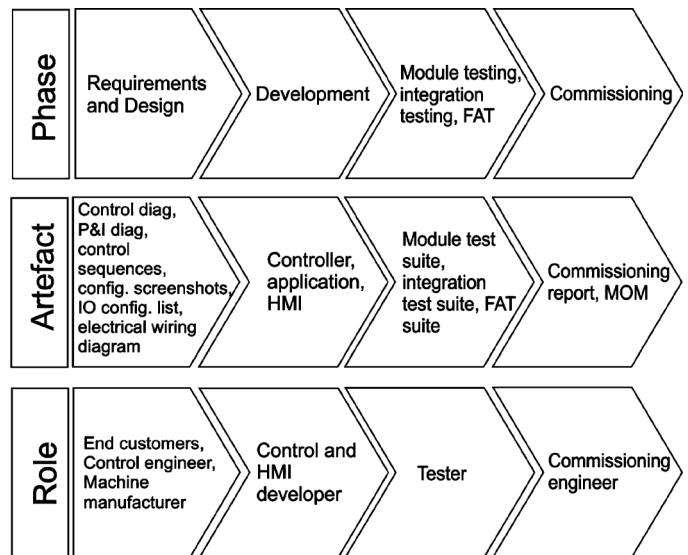 Phase
Requirements
and Design
Development
Module testing,
integration
testing, FAT
Commissioning
Artefact
Control diag,
P&I diag,
control
sequences,
config. screenshots,
IO config. list,
electrical wiring
diagram
Controller,
application,
HMI
Module test
suite,
integration
test suite, FAT
suite
Commissioning
report, MOM
Role
End customers,
Control engineer,
Machine
manufacturer
Control and
HMI
developer
Tester
Commissioning
engineer